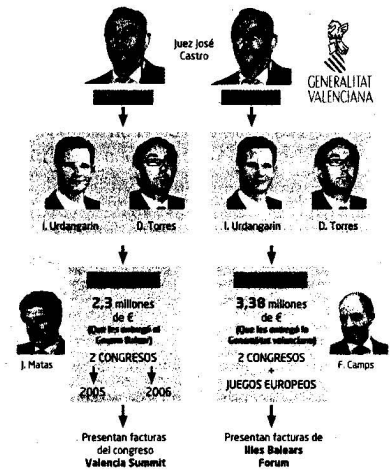 Juez José
Castro
GENERALITAT
VALENCIANA
I. Urdangarin
D. Torres
I. Urdangarin
D. Torres
2,3 millones
de €
(Que les entregó el
Govern Balear)
2 CONGRESOS
2005
2006
J. Matas
3,38 millones
de €
(Que les entregó la
Generalitat valenciana)
2 CONGRESOS
+
JUEGOS EUROPEOS
F. Camps
Presentan facturas
del congreso
Valencia Summit
Presentan facturas de
Illes Balears
Forum